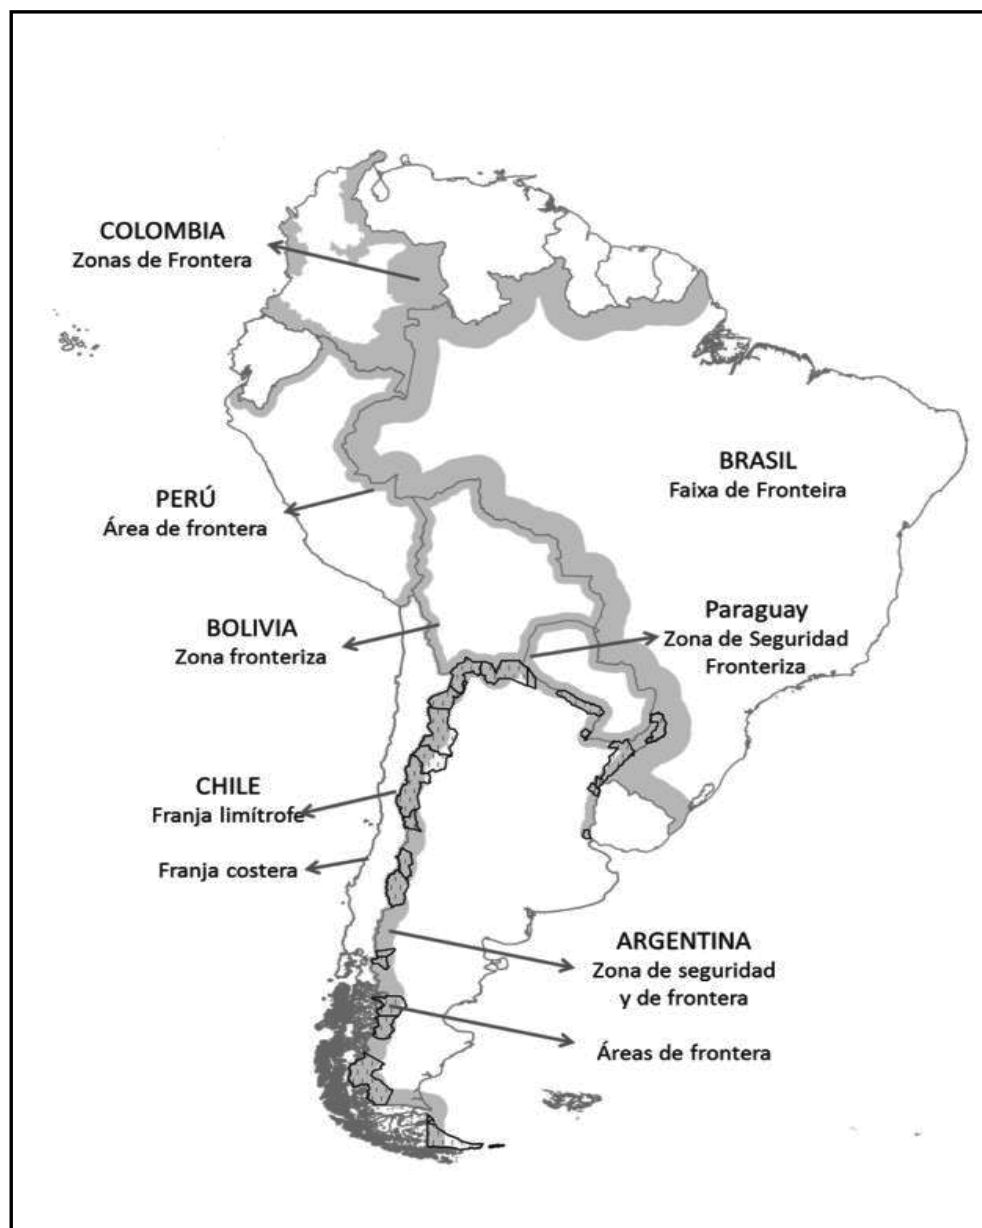 COLOMBIA
Zonas de Frontera
BRASIL
Faixa de Fronteira
PERÚ
Área de frontera
Paraguay
Zona de Seguridad
Fronteriza
BOLIVIA
Zona fronteriza
CHILE
Franja limítrofe
Franja costera
ARGENTINA
Zona de seguridad
y de frontera
Áreas de frontera